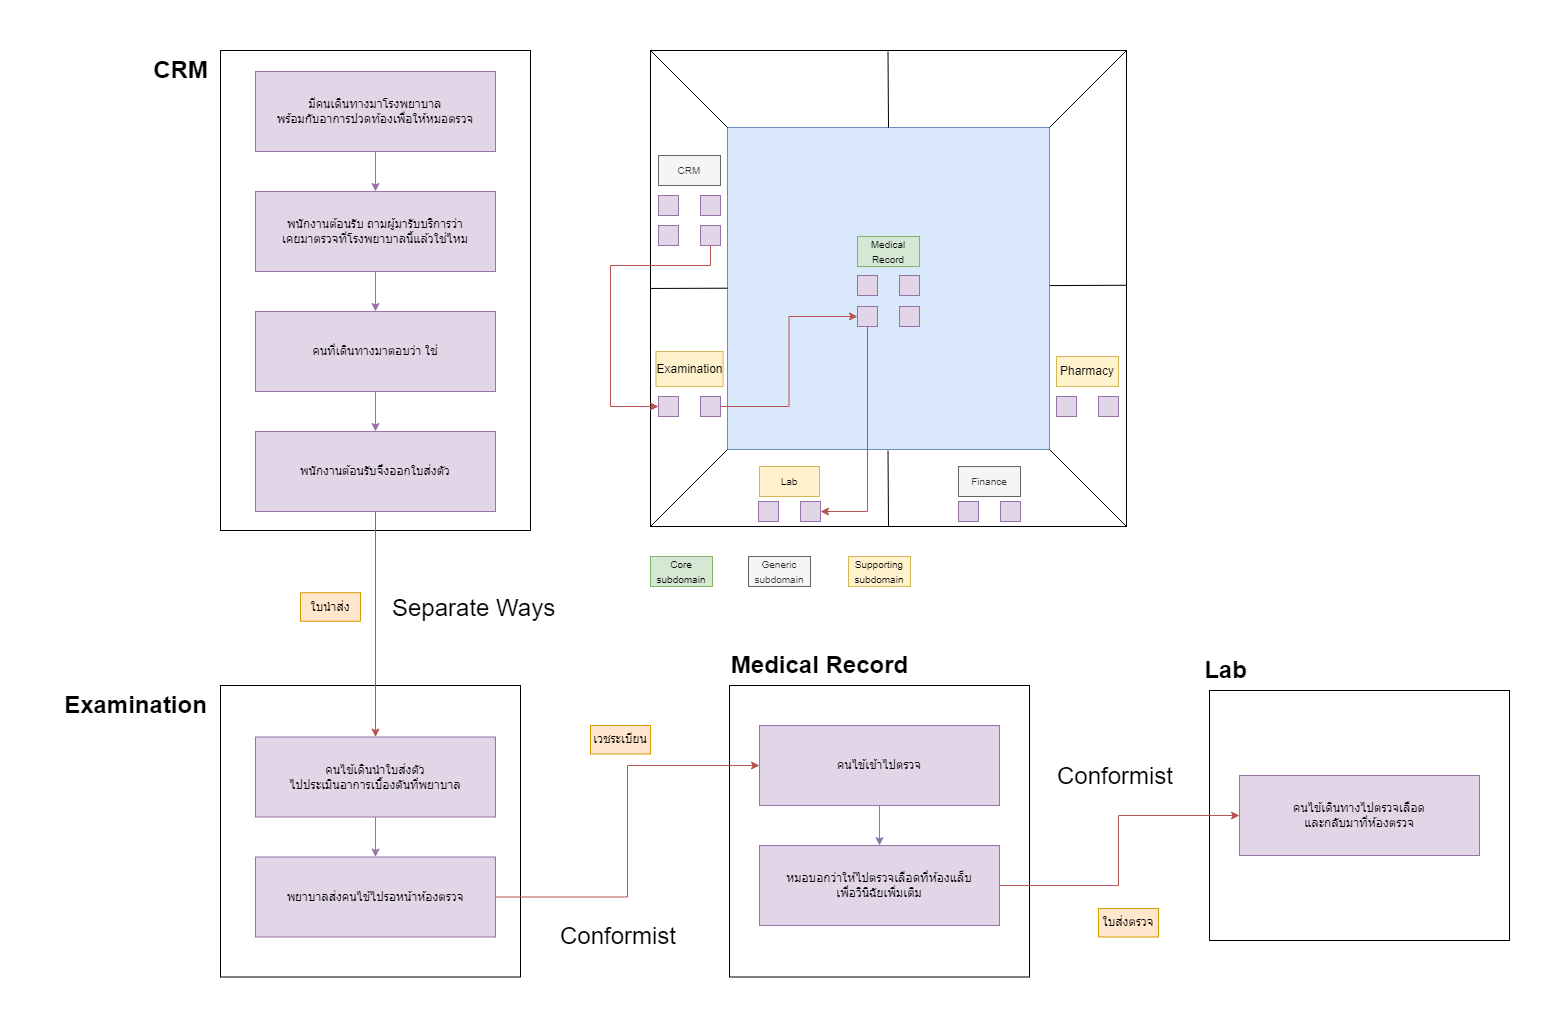 CRM
มีคนเดินทางมาโรงพยาบาล
พร้อมกับอาการปวดท้องเพื่อให้หมอตรวจ
พนักงานต้อนรับ ถามผู้มารับบริการว่า
เคยมาตรวจที่โรงพยาบาลนี้แล้วใช่ไหม
คนที่เดินทางมาตอบว่า ใช่
พนักงานต้อนรับจึงออกใบส่งตัว
CRM
Medical
Record
Examination
Pharmacy
Lab
Finance
Core
subdomain
Generic
subdomain
Supporting
subdomain
ใบนำส่ง
Separate Ways
Examination
คนไข้เดินนำใบส่งตัว
ไปประเมินอาการเบื้องต้นที่พยาบาล
พยาบาลส่งคนไข้ไปรอหน้าห้องตรวจ
เวชระเบียน
Conformist
Medical Record
คนไข้เข้าไปตรวจ
หมอบอกว่าให้ไปตรวจเลือดที่ห้องแล็บ
เพื่อวินิฉัยเพิ่มเติม
Conformist
ใบส่งตรวจ
Lab
คนไข้เดินทางไปตรวจเลือด
และกลับมาที่ห้องตรวจ